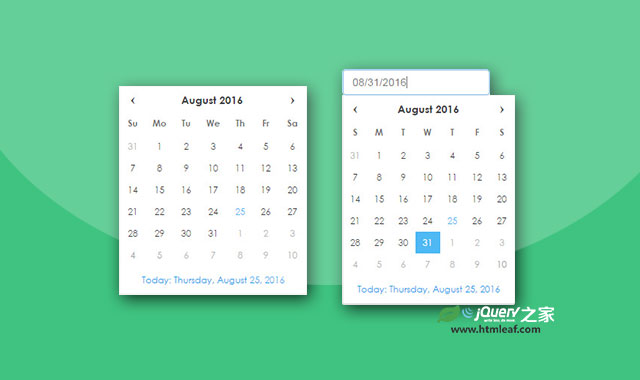 August 2016
Su Mo Tu We Th Fr Sa
31 1 2 3 4 5 6
7 8 9 10 11 12 13
14 15 16 17 18 19 20
21 22 23 24 25 26 27
28 29 30 31 1 2 3
4 5 6 7 8 9 10
Today: Thursday, August 25, 2016
08/31/2016
August 2016
S M T W T F S
31 1 2 3 4 5 6
7 8 9 10 11 12 13
14 15 16 17 18 19 20
21 22 23 24 25 26 27
28 29 30 31 1 2 3
4 5 6 7 8 9 10
Today: Thursday, August 25, 2016
jQuery之家
write less, do more.
www.htmleaf.com